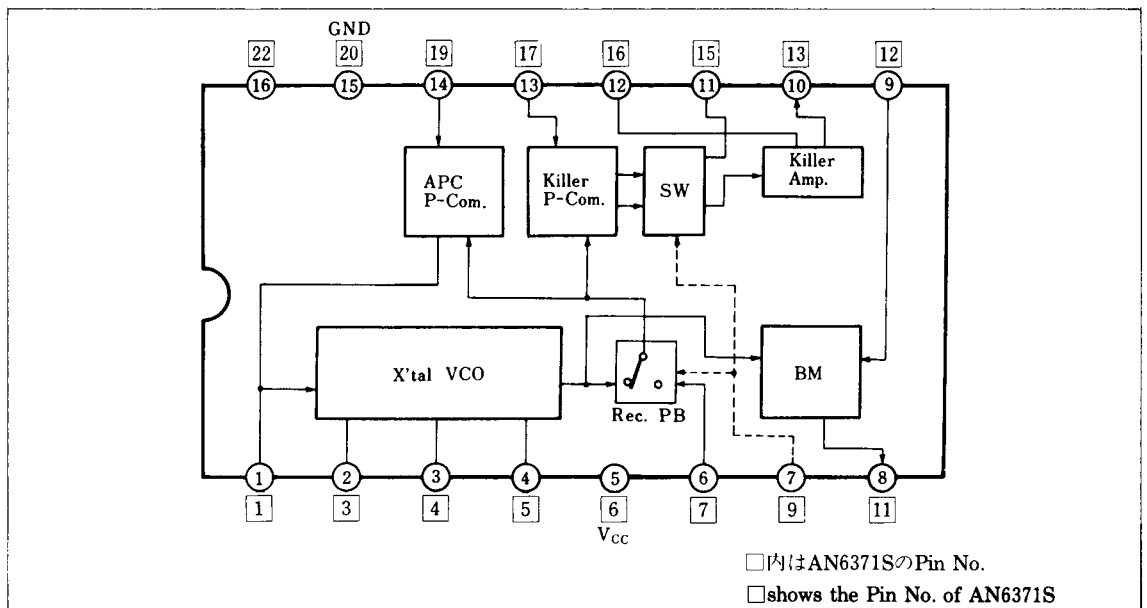 GND
22 20 19 17 16 15 13 12
16 15 14 13 12 11 10 9
APC
P-Com.
Killer
P-Com.
SW
Killer
Amp.
X'tal VCO
Rec. PB
BM
1 2 3 4 5 6 7 8
1 3 4 5 6 7 9 11
VCC
□内はAN6371SのPin No.
□shows the Pin No. of AN6371S